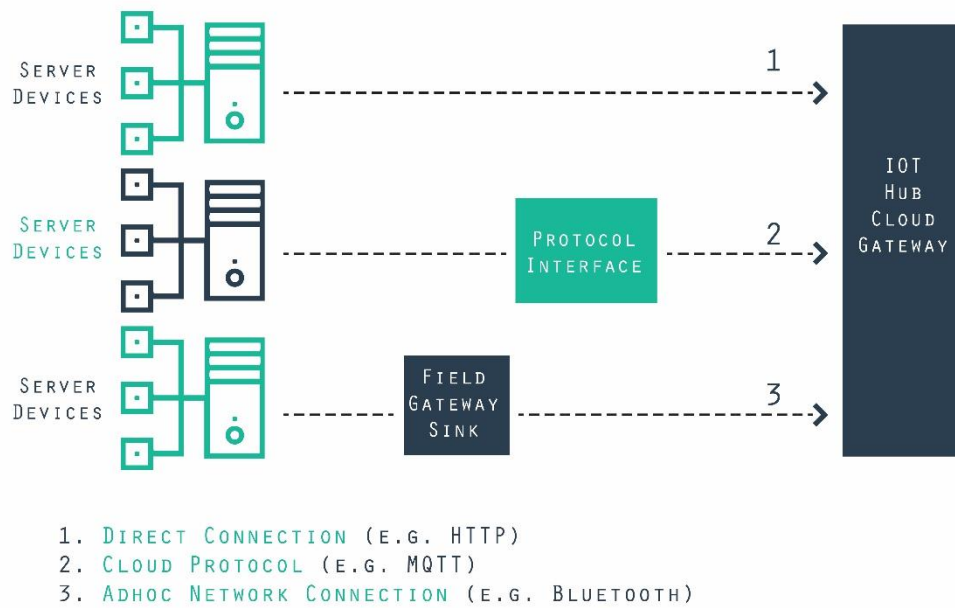 1
SERVER
DEVICES
IOT
HUB
CLOUD
GATEWAY
SERVER
DEVICES
PROTOCOL
INTERFACE
2
SERVER
DEVICES
FIELD
GATEWAY
SINK
3
1. DIRECT CONNECTION (E.G. HTTP)
2. CLOUD PROTOCOL (E.G. MQTT)
3. ADHOC NETWORK CONNECTION (E.G. BLUETOOTH)